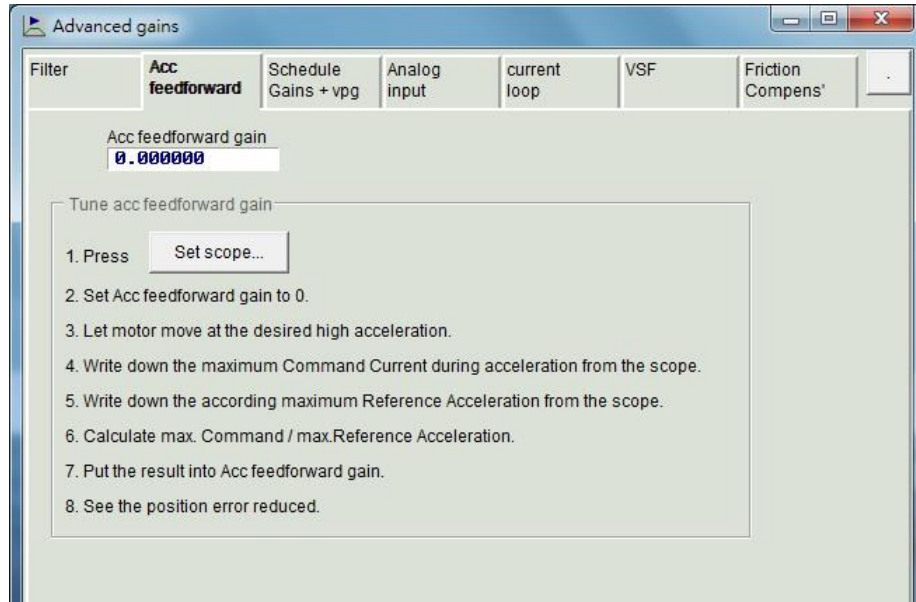 Advanced gains
Filter
Acc
feedforward
Schedule
Gains + vpg
Analog
input
current
loop
VSF
Friction
Compens'
.
Acc feedforward gain
0.000000
Tune acc feedforward gain
1. Press Set scope...
2. Set Acc feedforward gain to 0.
3. Let motor move at the desired high acceleration.
4. Write down the maximum Command Current during acceleration from the scope.
5. Write down the according maximum Reference Acceleration from the scope.
6. Calculate max. Command / max.Reference Acceleration.
7. Put the result into Acc feedforward gain.
8. See the position error reduced.